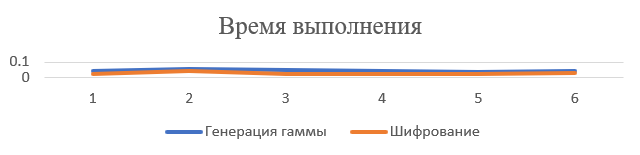 Время выполнения
0.1
0
1 2 3 4 5 6
Генерация гаммы Шифрование